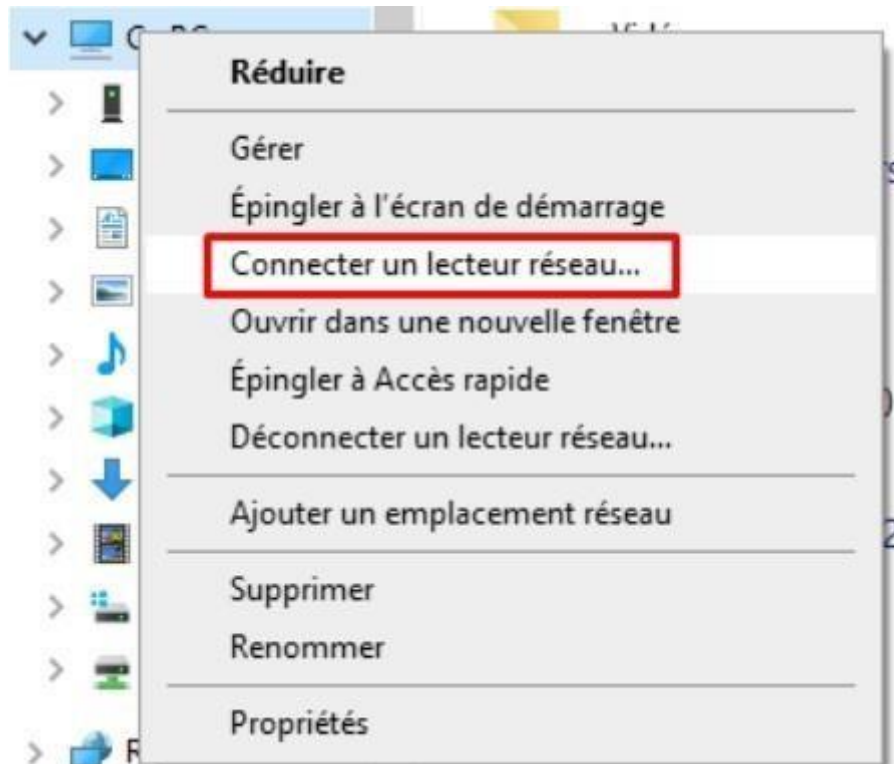 Réduire
Gérer
Épingler à l'écran de démarrage
Connecter un lecteur réseau...
Ouvrir dans une nouvelle fenêtre
Épingler à Accès rapide
Déconnecter un lecteur réseau...
Ajouter un emplacement réseau
Supprimer
Renommer
Propriétés